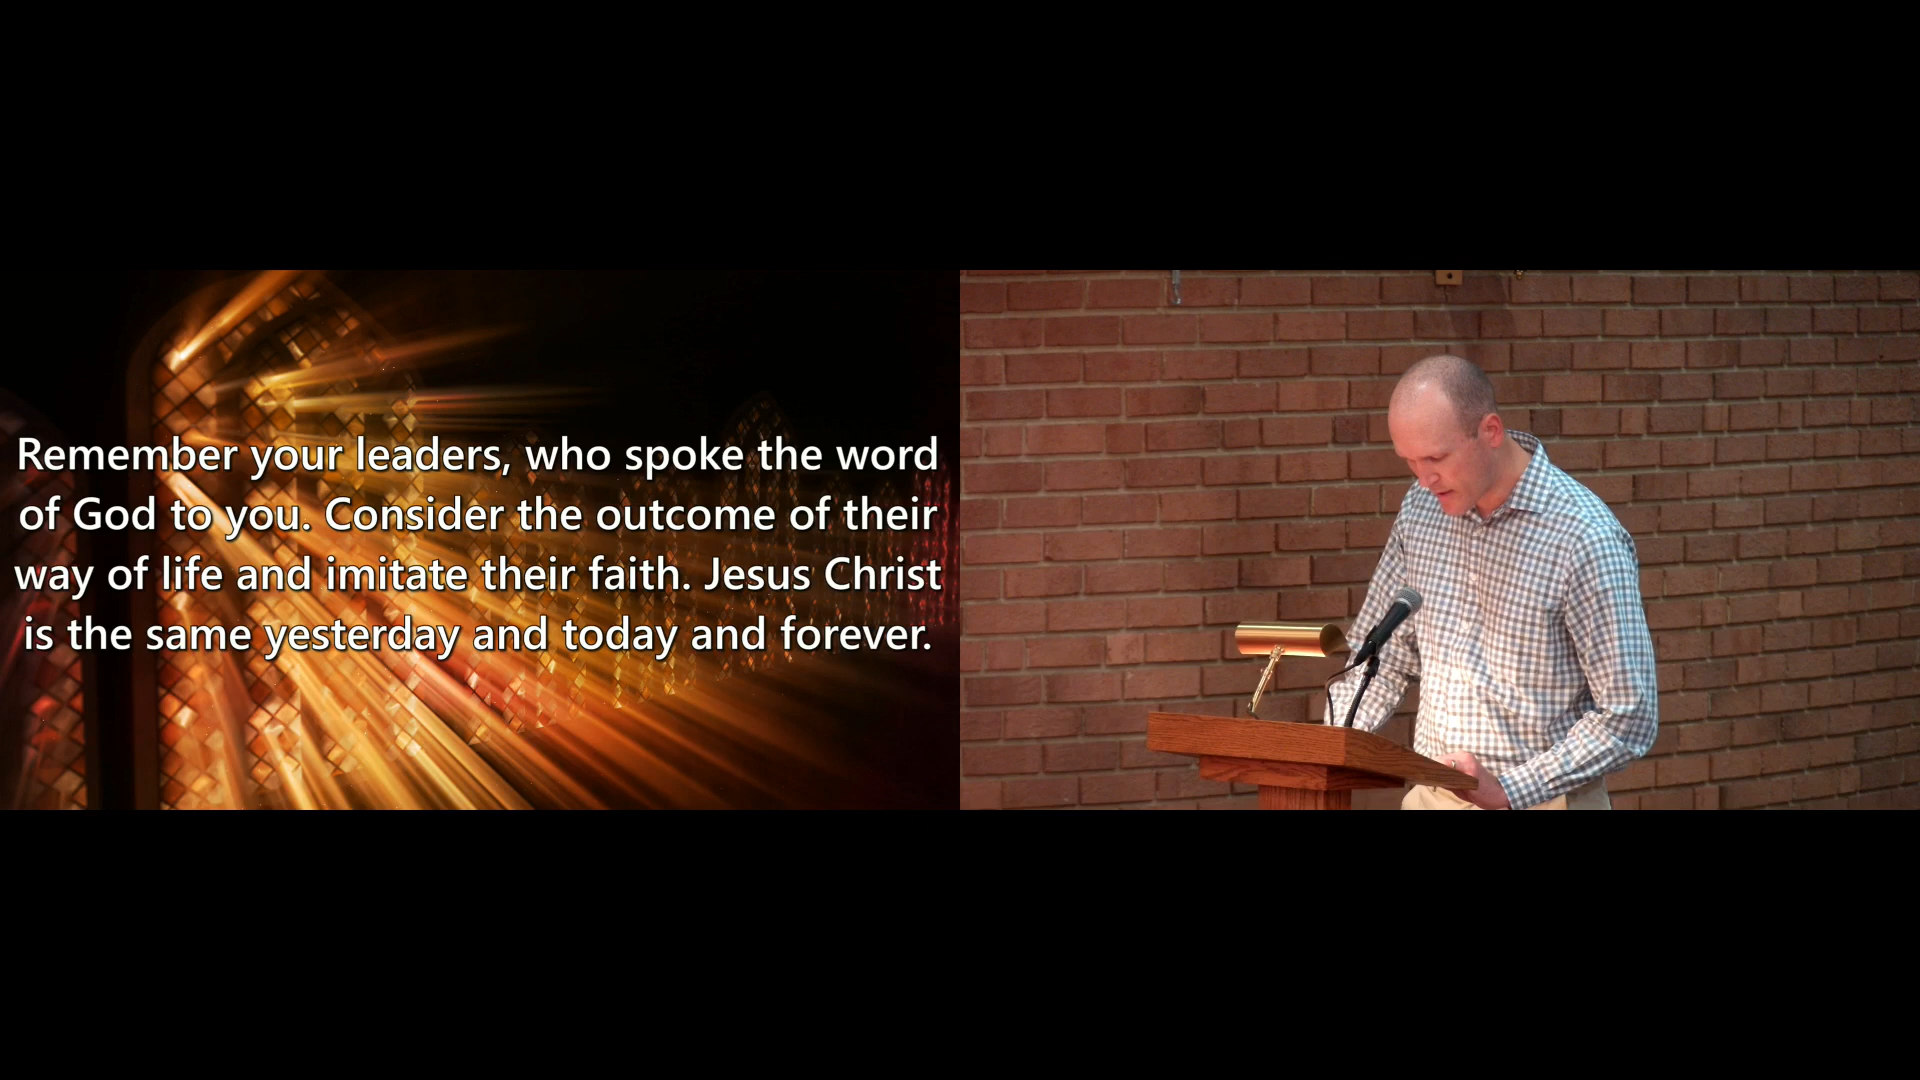 Remember your leaders, who spoke the word
of God to you. Consider the outcome of their
way of life and imitate their faith. Jesus Christ
is the same yesterday and today and forever.